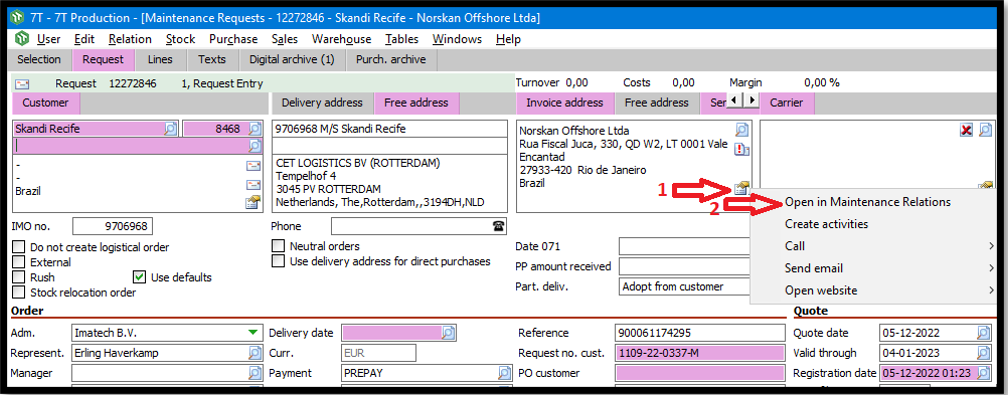 7T - 7T Production - [Maintenance Requests - 12272846 - Skandi Recife - Norskan Offshore Ltda]
User Edit Relation Stock Purchase Sales Warehouse Tables Windows Help
Selection Request Lines Texts Digital archive (1) Purch. archive
Request 12272846 1, Request Entry Turnover 0,00 Costs 0,00 Margin 0,00 %
Customer Delivery address Free address Invoice address Free address Ser Carrier
Skandi Recife 8468 9706968 M/S Skandi Recife Norskan Offshore Ltda
Rua Fiscal Juca, 330, QD W2, LT 0001 Vale
Encantad
- CET LOGISTICS BV (ROTTERDAM) 27933-420 Rio de Janeiro
- Tempelhof 4 Brazil
Brazil 3045 PV ROTTERDAM 1
Netherlands, The,Rotterdam,,3194DH,NLD 2 Open in Maintenance Relations
IMO no. 9706968 Phone Create activities
Do not create logistical order Neutral orders Date 071 Call
External Use delivery address for direct purchases PP amount received Send email
Rush Use defaults Part. deliv. Adopt from customer Open website
Stock relocation order
Order Quote
Adm. Imatech B.V. Delivery date Reference 900061174295 Quote date 05-12-2022
Represent. Erling Haverkamp Curr. EUR Request no. cust. 1109-22-0337-M Valid through 04-01-2023
Manager Payment PREPAY PO customer Registration date 05-12-2022 01:23